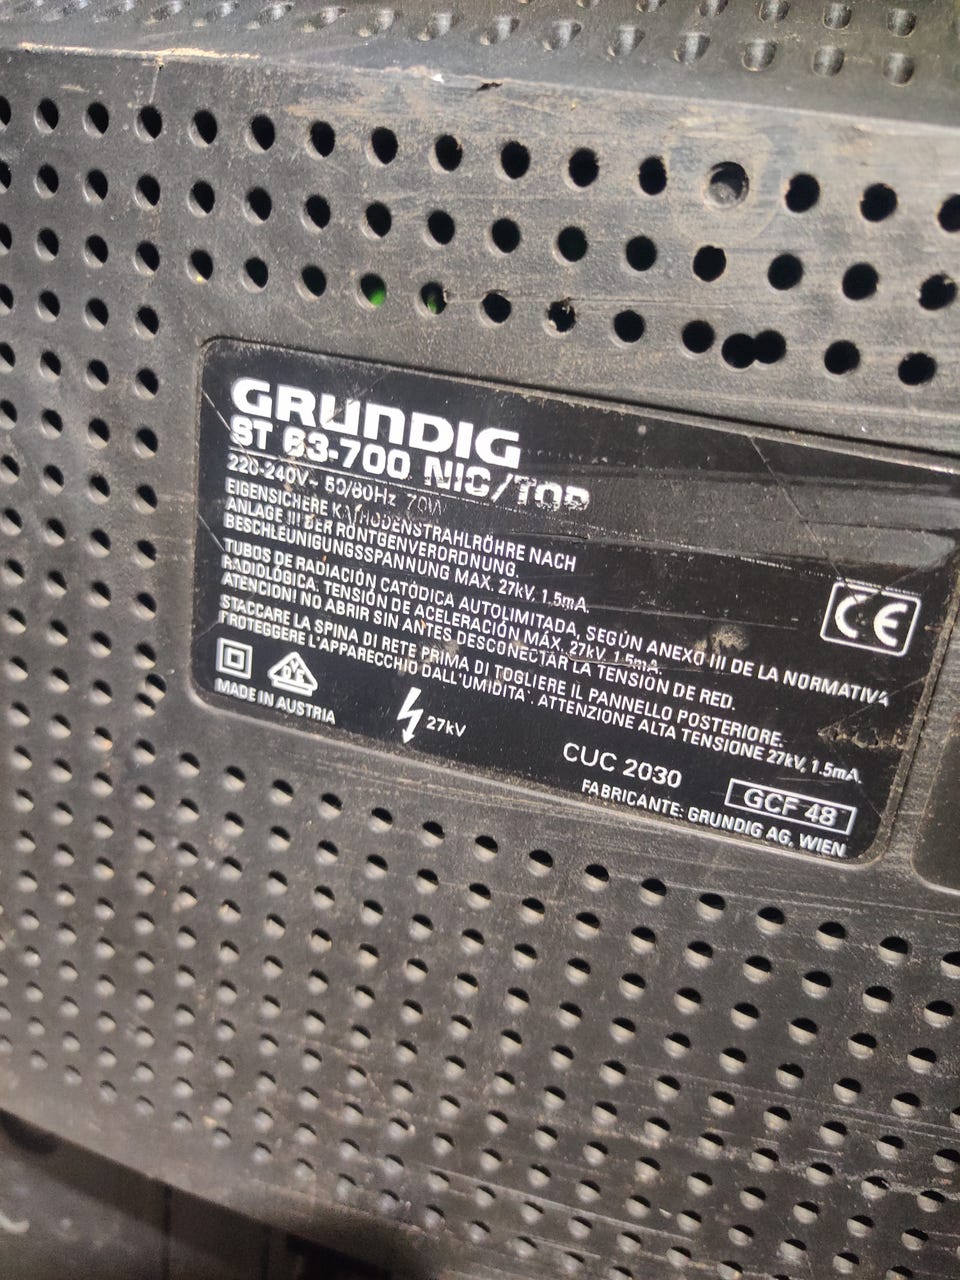 GRUNDIG
ST 63-700 NIC/TOP
220-240V~ 50/60Hz 70W
EIGENSICHERE KATHODENSTRAHLRÖHRE NACH
ANLAGE III DER RÖNTGENVERORDNUNG.
BESCHLEUNIGUNGSSPANNUNG MAX. 27kV, 1.5mA.
TUBOS DE RADIACIÓN CATÓDICA AUTOLIMITADA, SEGÚN ANEXO III DE LA NORMATIVA
RADIOLÓGICA. TENSIÓN DE ACELERACIÓN MÁX. 27kV, 1.5mA.
ATENCIONI NO ABRIR SIN ANTES DESCONECTAR LA TENSIÓN DE RED.
STACCARE LA SPINA DI RETE PRIMA DI TOGLIERE IL PANNELLO POSTERIORE.
PROTEGGERE L'APPARECCHIO DALL'UMIDITA'. ATTENZIONE ALTA TENSIONE 27kV, 1.5mA.
CE
VDE
MADE IN AUSTRIA
27kV
CUC 2030
GCF 48
FABRICANTE: GRUNDIG AG, WIEN